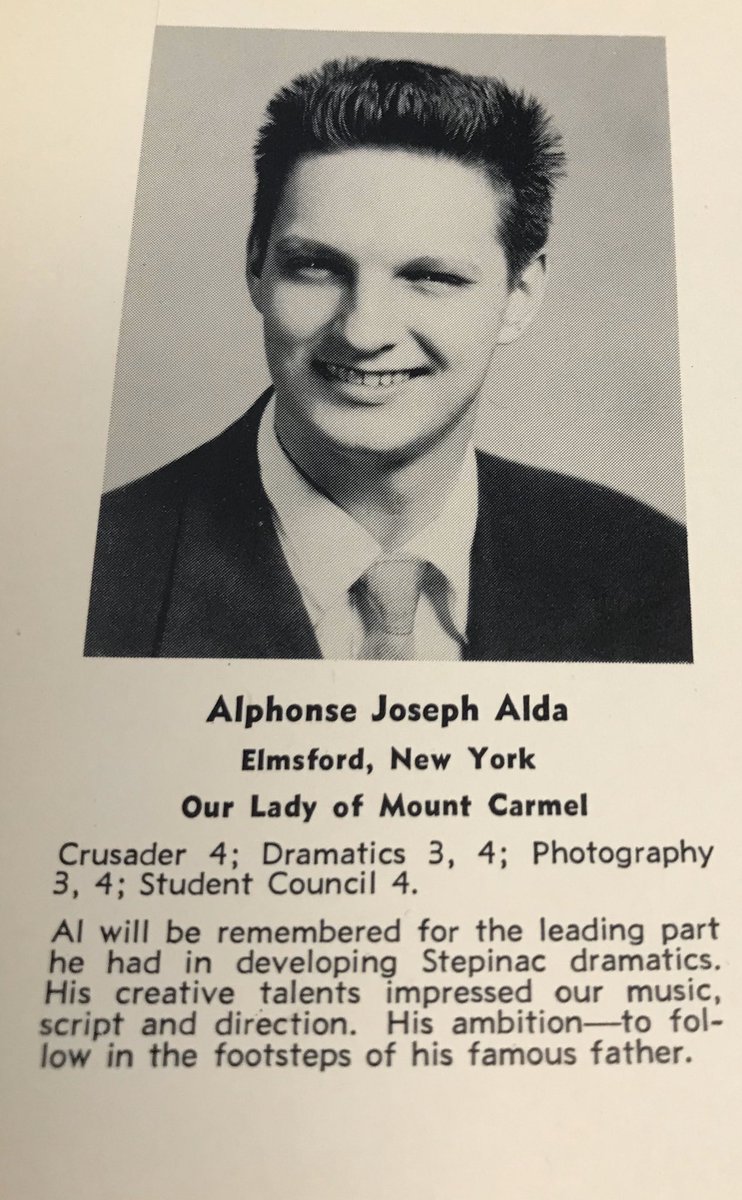 Alphonse Joseph Alda
Elmsford, New York
Our Lady of Mount Carmel
Crusader 4; Dramatics 3, 4; Photography
3, 4; Student Council 4.
Al will be remembered for the leading part
he had in developing Stepinac dramatics.
His creative talents impressed our music,
script and direction. His ambition—to fol-
low in the footsteps of his famous father.